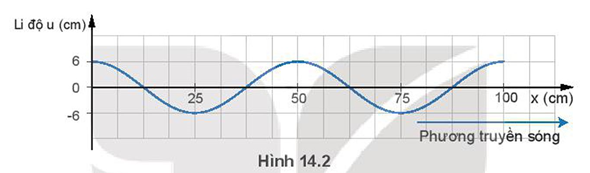 Li độ u (cm)
6
0
-6
25
50
75
100
x (cm)
Phương truyền sóng
Hình 14.2